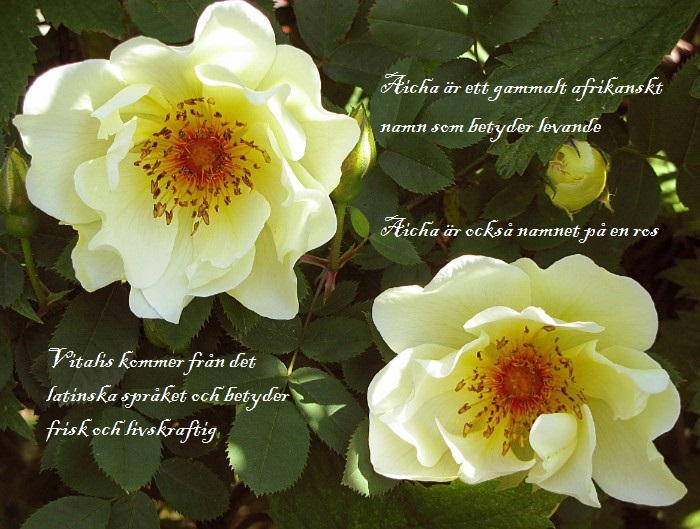 Aicha är ett gammalt afrikanskt
namn som betyder levande
Aicha är också namnet på en ros
Vitalis kommer från det
latinska språket och betyder
frisk och livskraftig